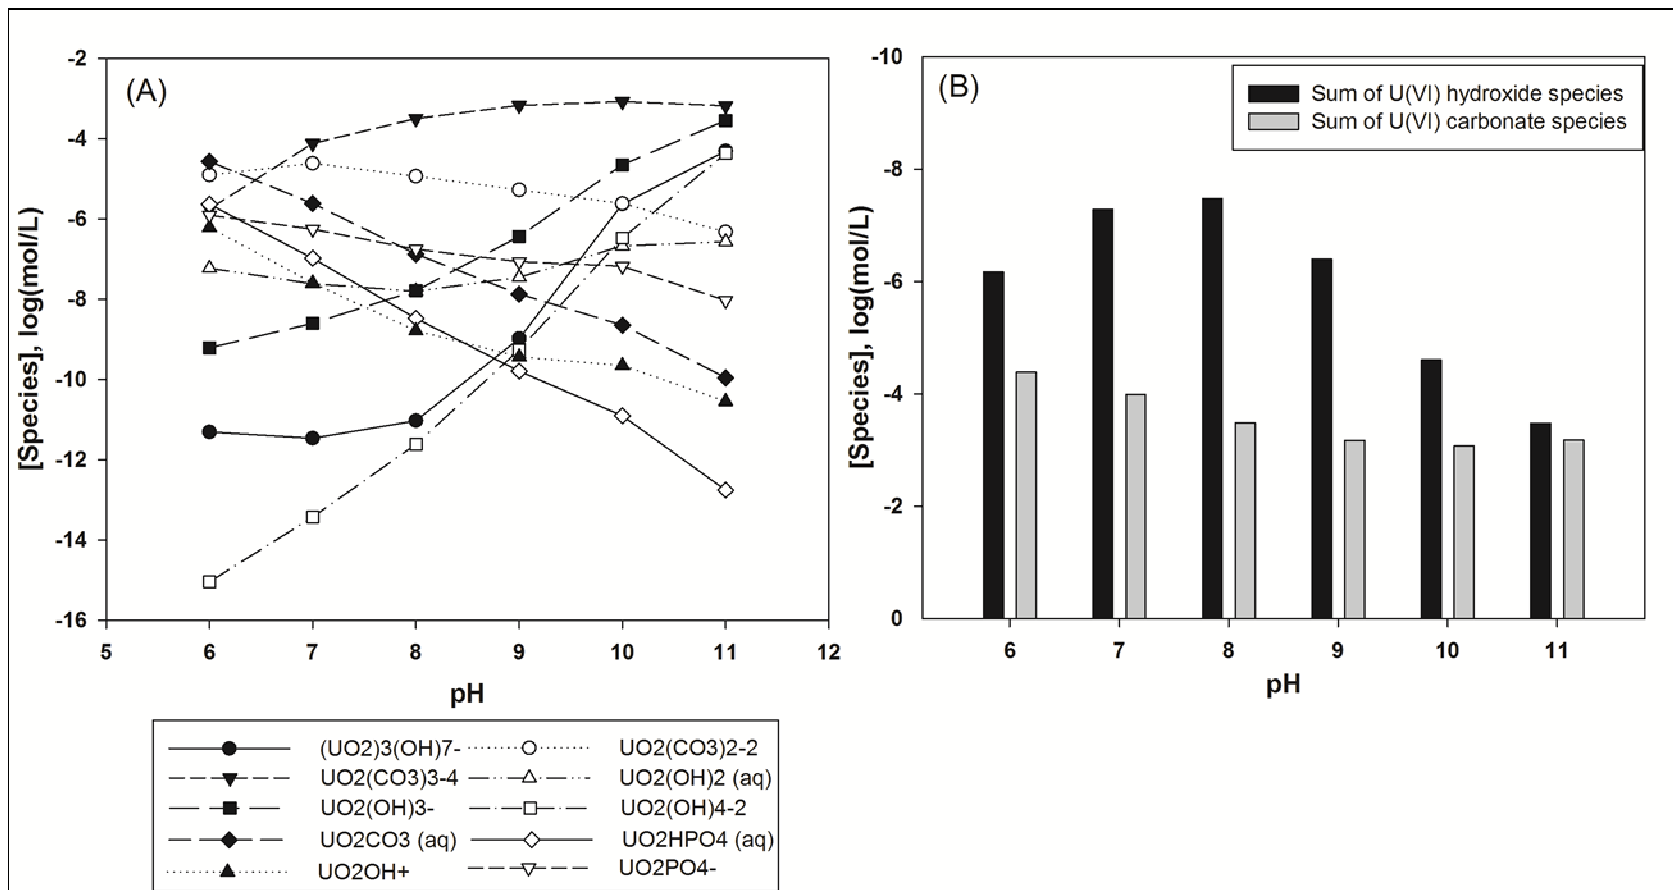 (A)
[Species], log(mol/L)
-2
-4
-6
-8
-10
-12
-14
-16
5 6 7 8 9 10 11 12
pH
(UO2)3(OH)7-
UO2(CO3)2-2
UO2(CO3)3-4
UO2(OH)2 (aq)
UO2(OH)3-
UO2(OH)4-2
UO2CO3 (aq)
UO2HPO4 (aq)
UO2OH+
UO2PO4-
(B)
Sum of U(VI) hydroxide species
Sum of U(VI) carbonate species
[Species], log(mol/L)
-10
-8
-6
-4
-2
0
6 7 8 9 10 11
pH